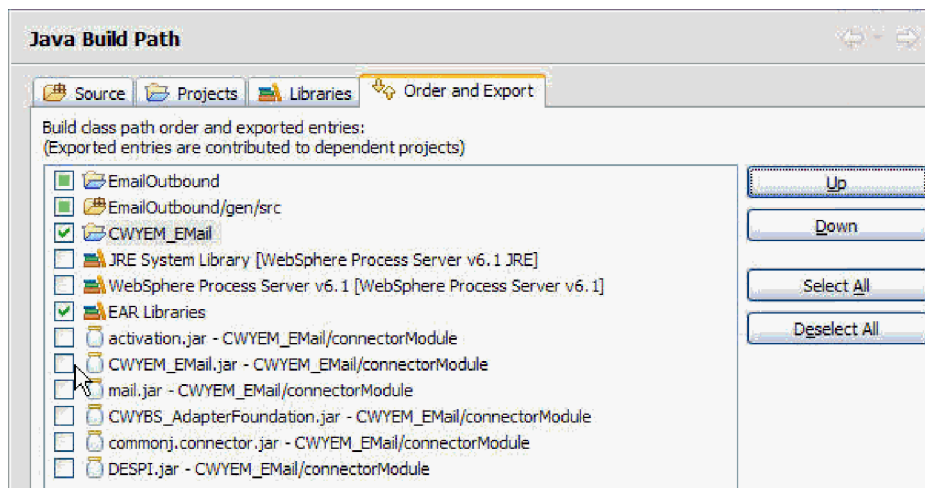 Java Build Path
Source
Projects
Libraries
Order and Export
Build class path order and exported entries:
(Exported entries are contributed to dependent projects)
EmailOutbound
EmailOutbound/gen/src
CWYEM_EMail
JRE System Library [WebSphere Process Server v6.1 JRE]
WebSphere Process Server v6.1 [WebSphere Process Server v6.1]
EAR Libraries
activation.jar - CWYEM_EMail/connectorModule
CWYEM_EMail.jar - CWYEM_EMail/connectorModule
mail.jar - CWYEM_EMail/connectorModule
CWYBS_AdapterFoundation.jar - CWYEM_EMail/connectorModule
commonj.connector.jar - CWYEM_EMail/connectorModule
DESPI.jar - CWYEM_EMail/connectorModule
Up
Down
Select All
Deselect All